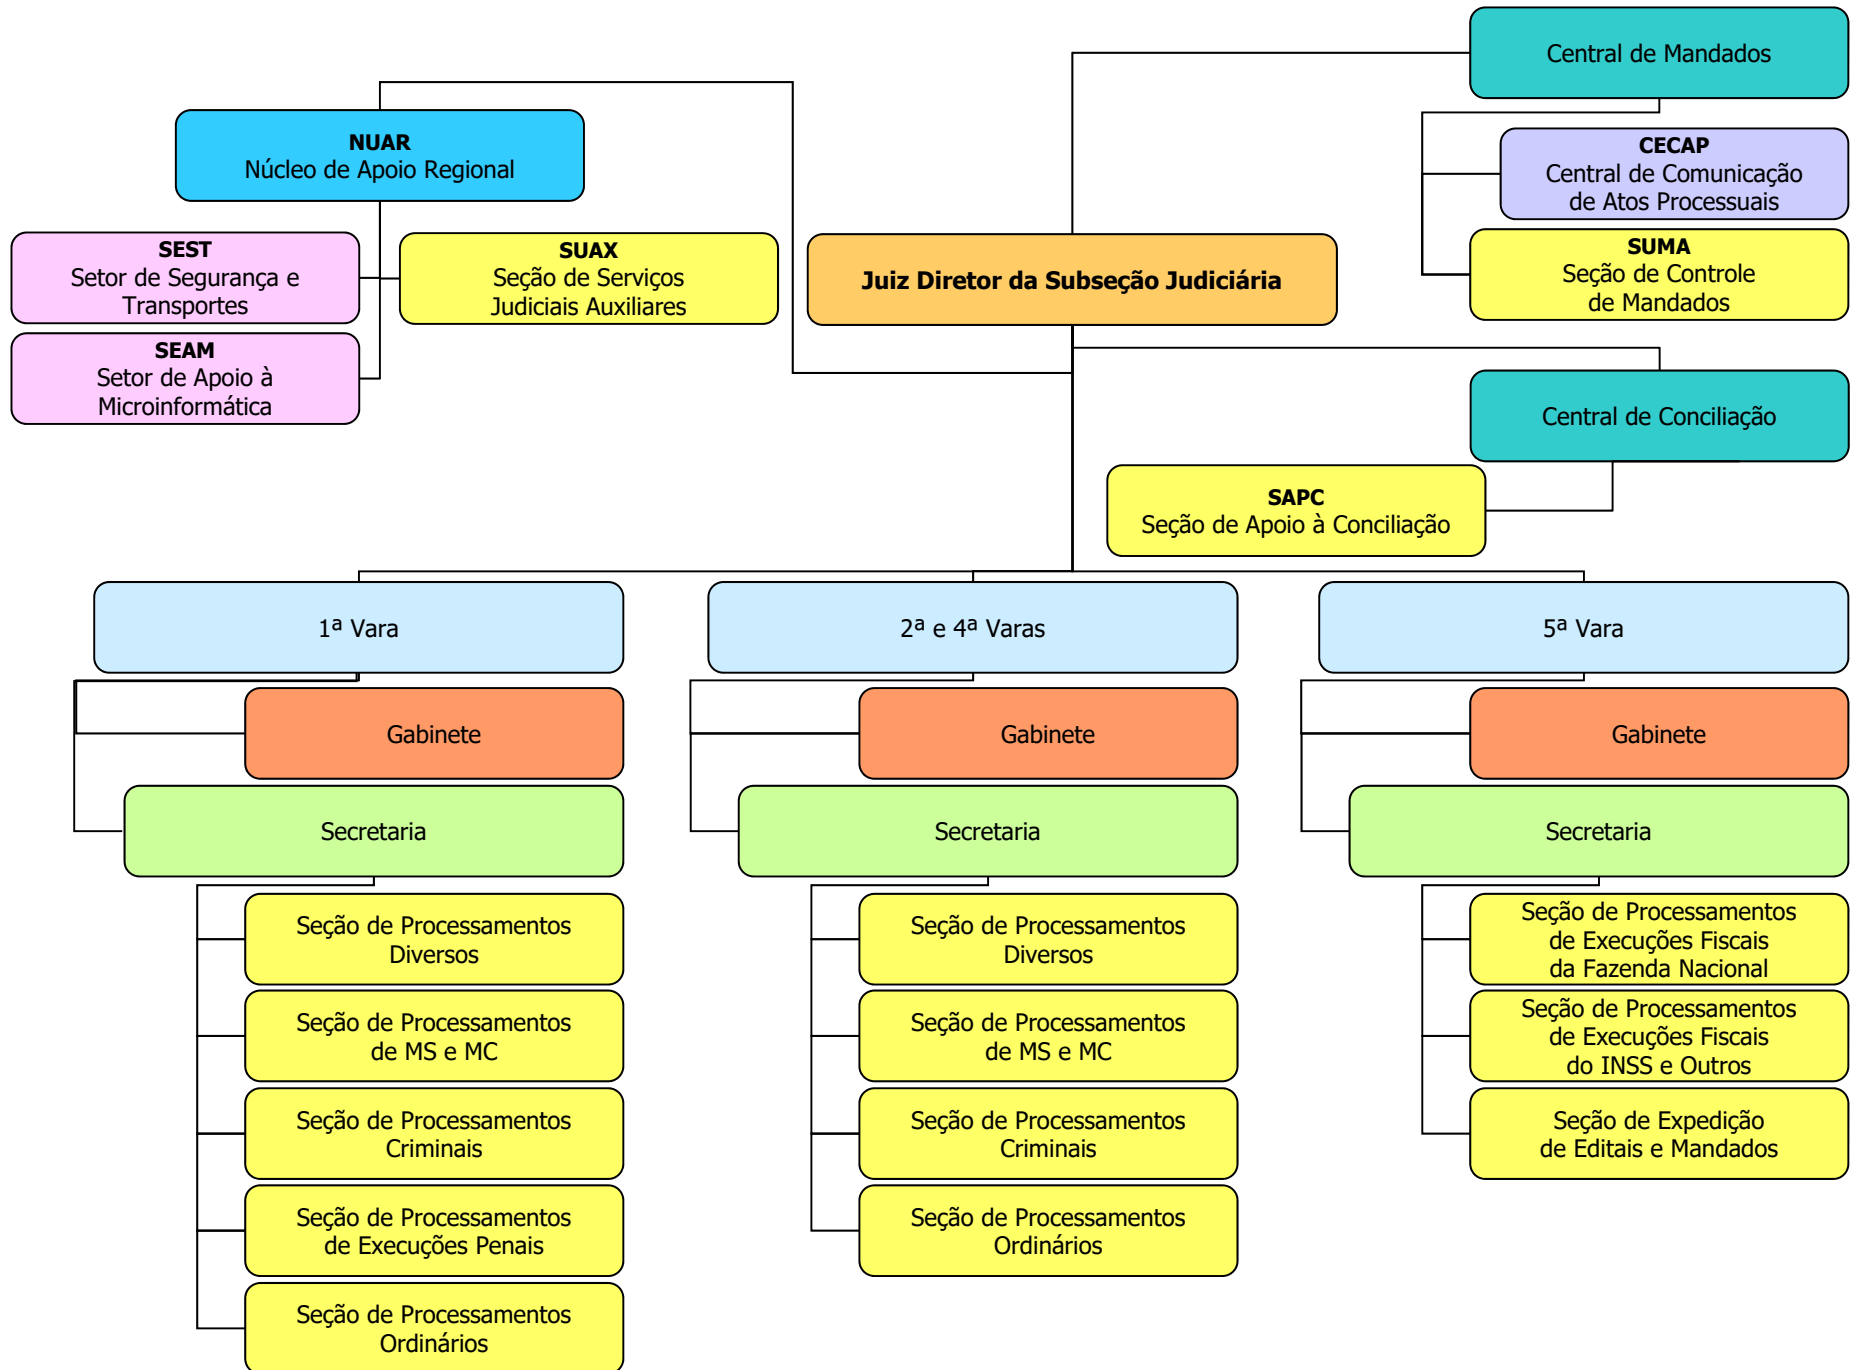 Central de Mandados
NUAR
Núcleo de Apoio Regional
CECAP
Central de Comunicação
de Atos Processuais
SEST
Setor de Segurança e
Transportes
SUAX
Seção de Serviços
Judiciais Auxiliares
Juiz Diretor da Subseção Judiciária
SUMA
Seção de Controle
de Mandados
SEAM
Setor de Apoio à
Microinformática
Central de Conciliação
SAPC
Seção de Apoio à Conciliação
1ª Vara
2ª e 4ª Varas
5ª Vara
Gabinete
Gabinete
Gabinete
Secretaria
Secretaria
Secretaria
Seção de Processamentos
Diversos
Seção de Processamentos
Diversos
Seção de Processamentos
de Execuções Fiscais
da Fazenda Nacional
Seção de Processamentos
de MS e MC
Seção de Processamentos
de MS e MC
Seção de Processamentos
de Execuções Fiscais
do INSS e Outros
Seção de Processamentos
Criminais
Seção de Processamentos
Criminais
Seção de Expedição
de Editais e Mandados
Seção de Processamentos
de Execuções Penais
Seção de Processamentos
Ordinários
Seção de Processamentos
Ordinários